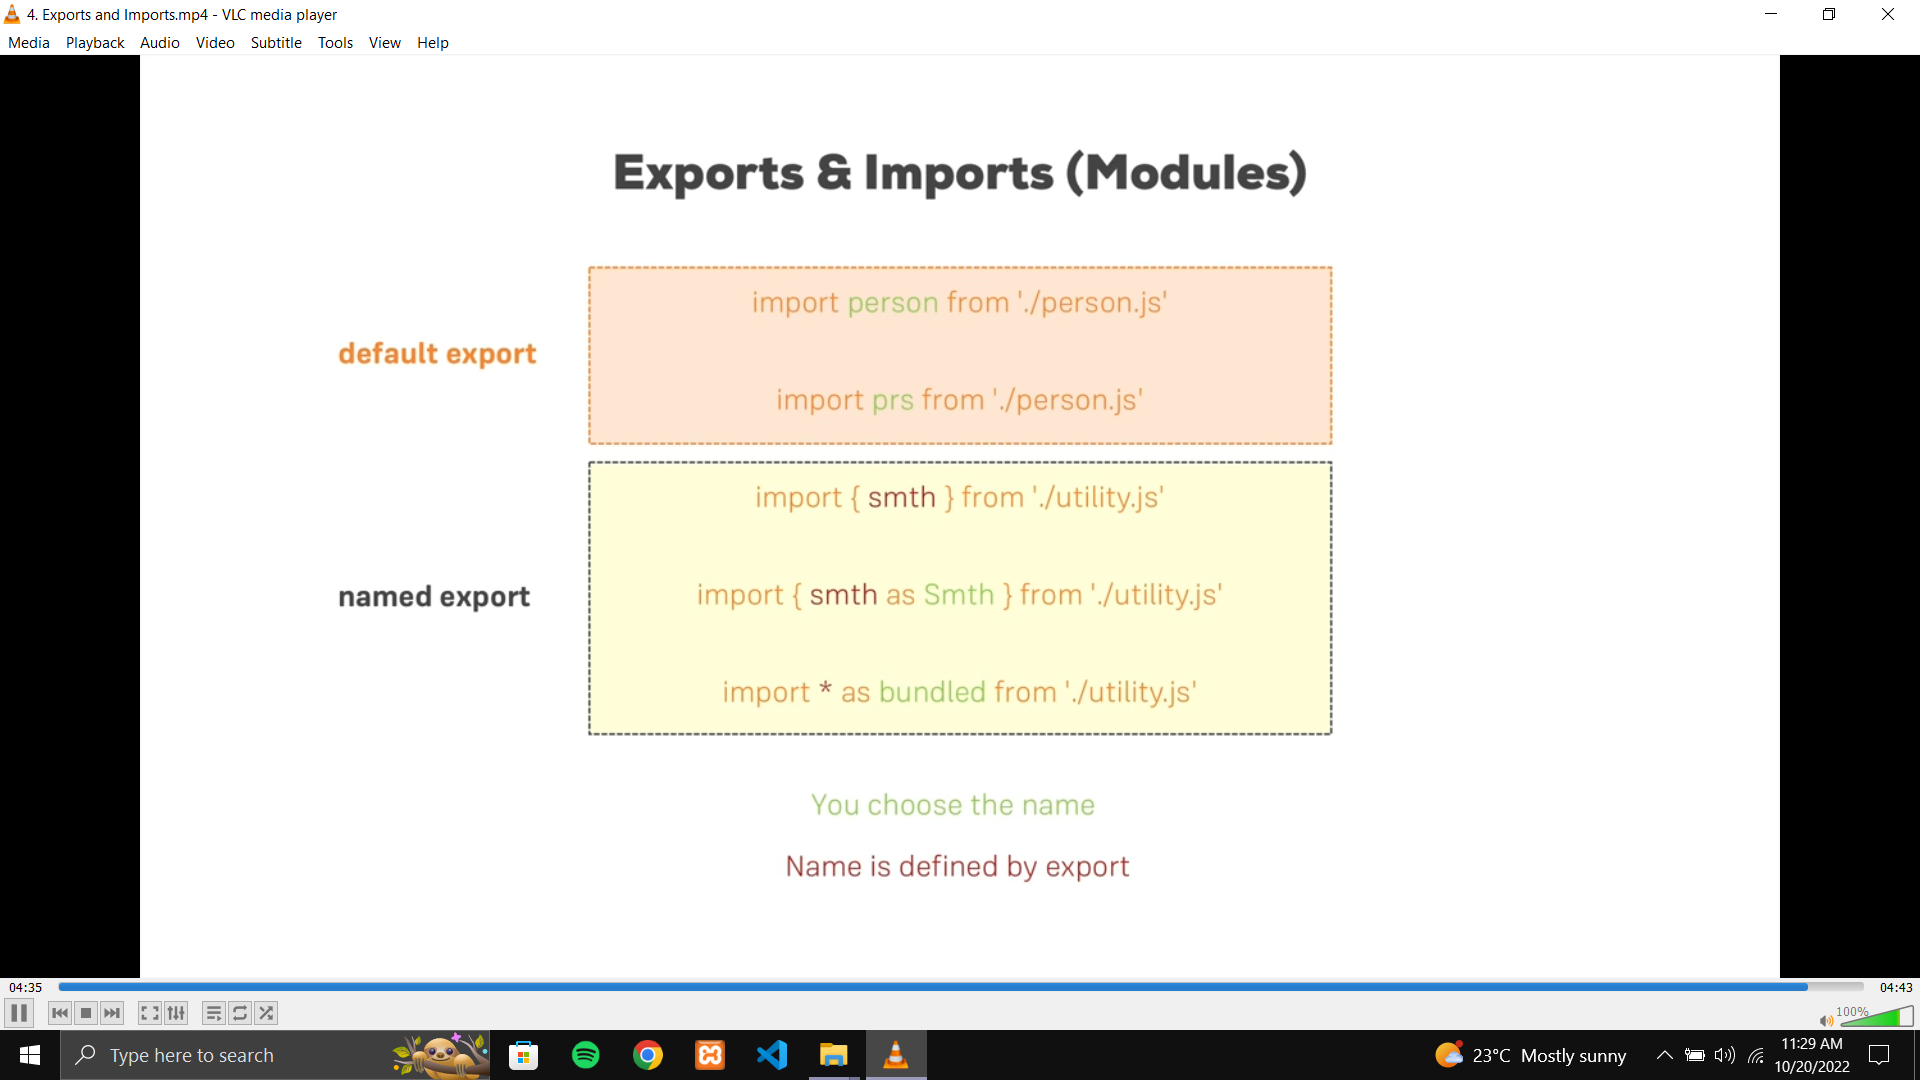 4. Exports and Imports.mp4 - VLC media player
Media Playback Audio Video Subtitle Tools View Help
Exports & Imports (Modules)
default export
import person from './person.js'
import prs from './person.js'
named export
import { smth } from './utility.js'
import { smth as Smth } from './utility.js'
import * as bundled from './utility.js'
You choose the name
Name is defined by export
04:35
04:43
100%
Type here to search
23°C Mostly sunny
11:29 AM
10/20/2022